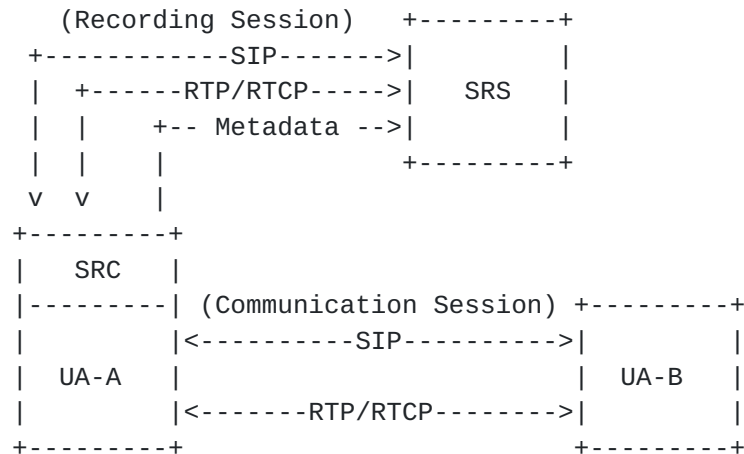 (Recording Session) +---------+
+------------SIP------->| |
| +------RTP/RTCP----->| SRS |
| | +-- Metadata -->| |
| | | +---------+
v v |
+---------+
| SRC |
|---------| (Communication Session) +---------+
| |<----------SIP---------->| |
| UA-A | | UA-B |
| |<-------RTP/RTCP-------->| |
+---------+ +---------+